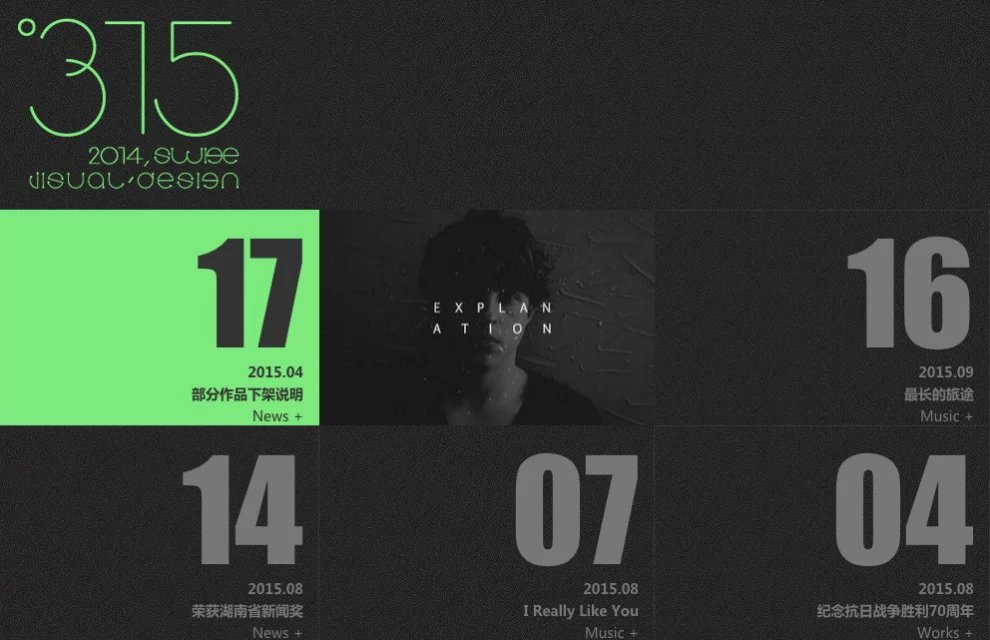 °315
2014, swise
visual·design
17
2015.04
部分作品下架说明
News +
EXPLAN
ATION
16
2015.09
最长的旅途
Music +
14
2015.08
荣获湖南省新闻奖
News +
07
2015.08
I Really Like You
Music +
04
2015.08
纪念抗日战争胜利70周年
Works +